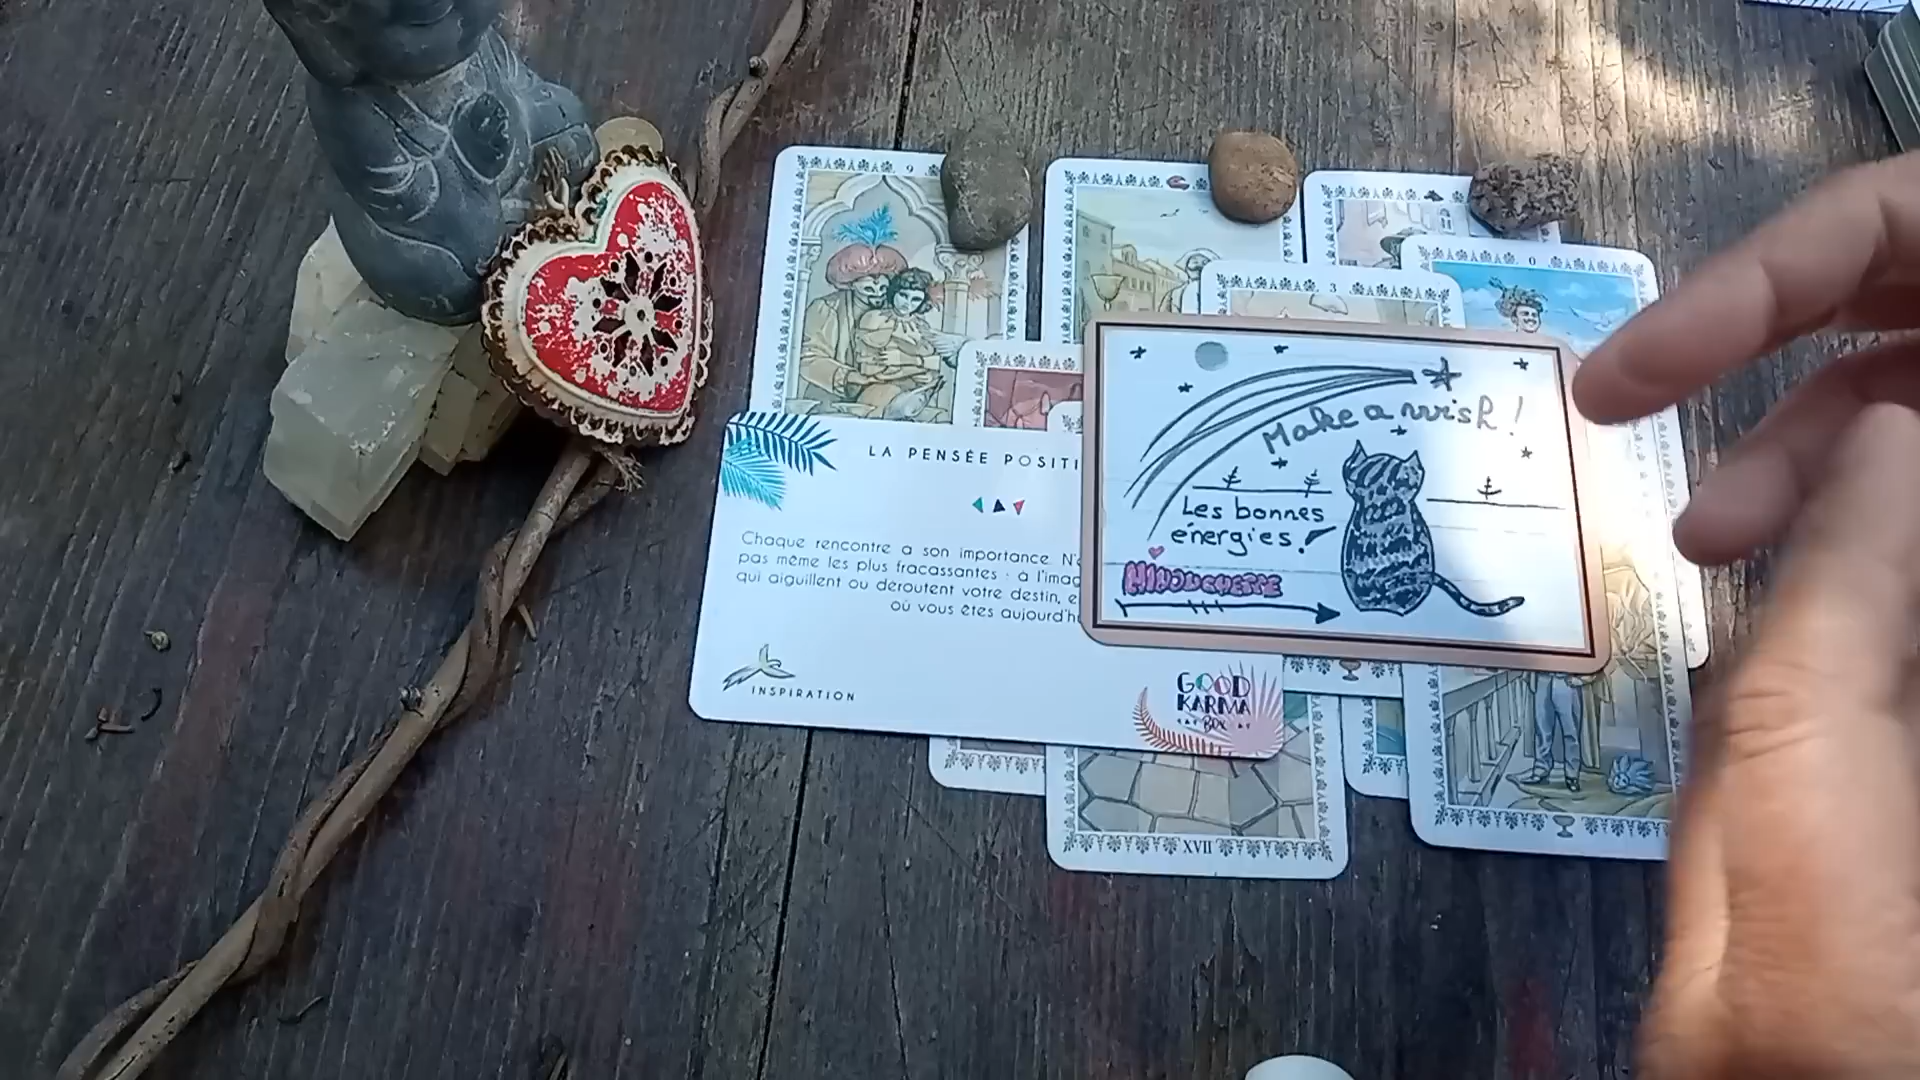 9
3
0
Make a wish!
LA PENSÉE POSITI
Les bonnes
énergies!
Chaque rencontre a son importance. N'
pas même les plus fracassantes : à l'imag
qui aiguillent ou déroutent votre destin, e
où vous êtes aujourd'hu
MINOUCHETTE
INSPIRATION
GOOD
KARMA
BOX
XVII